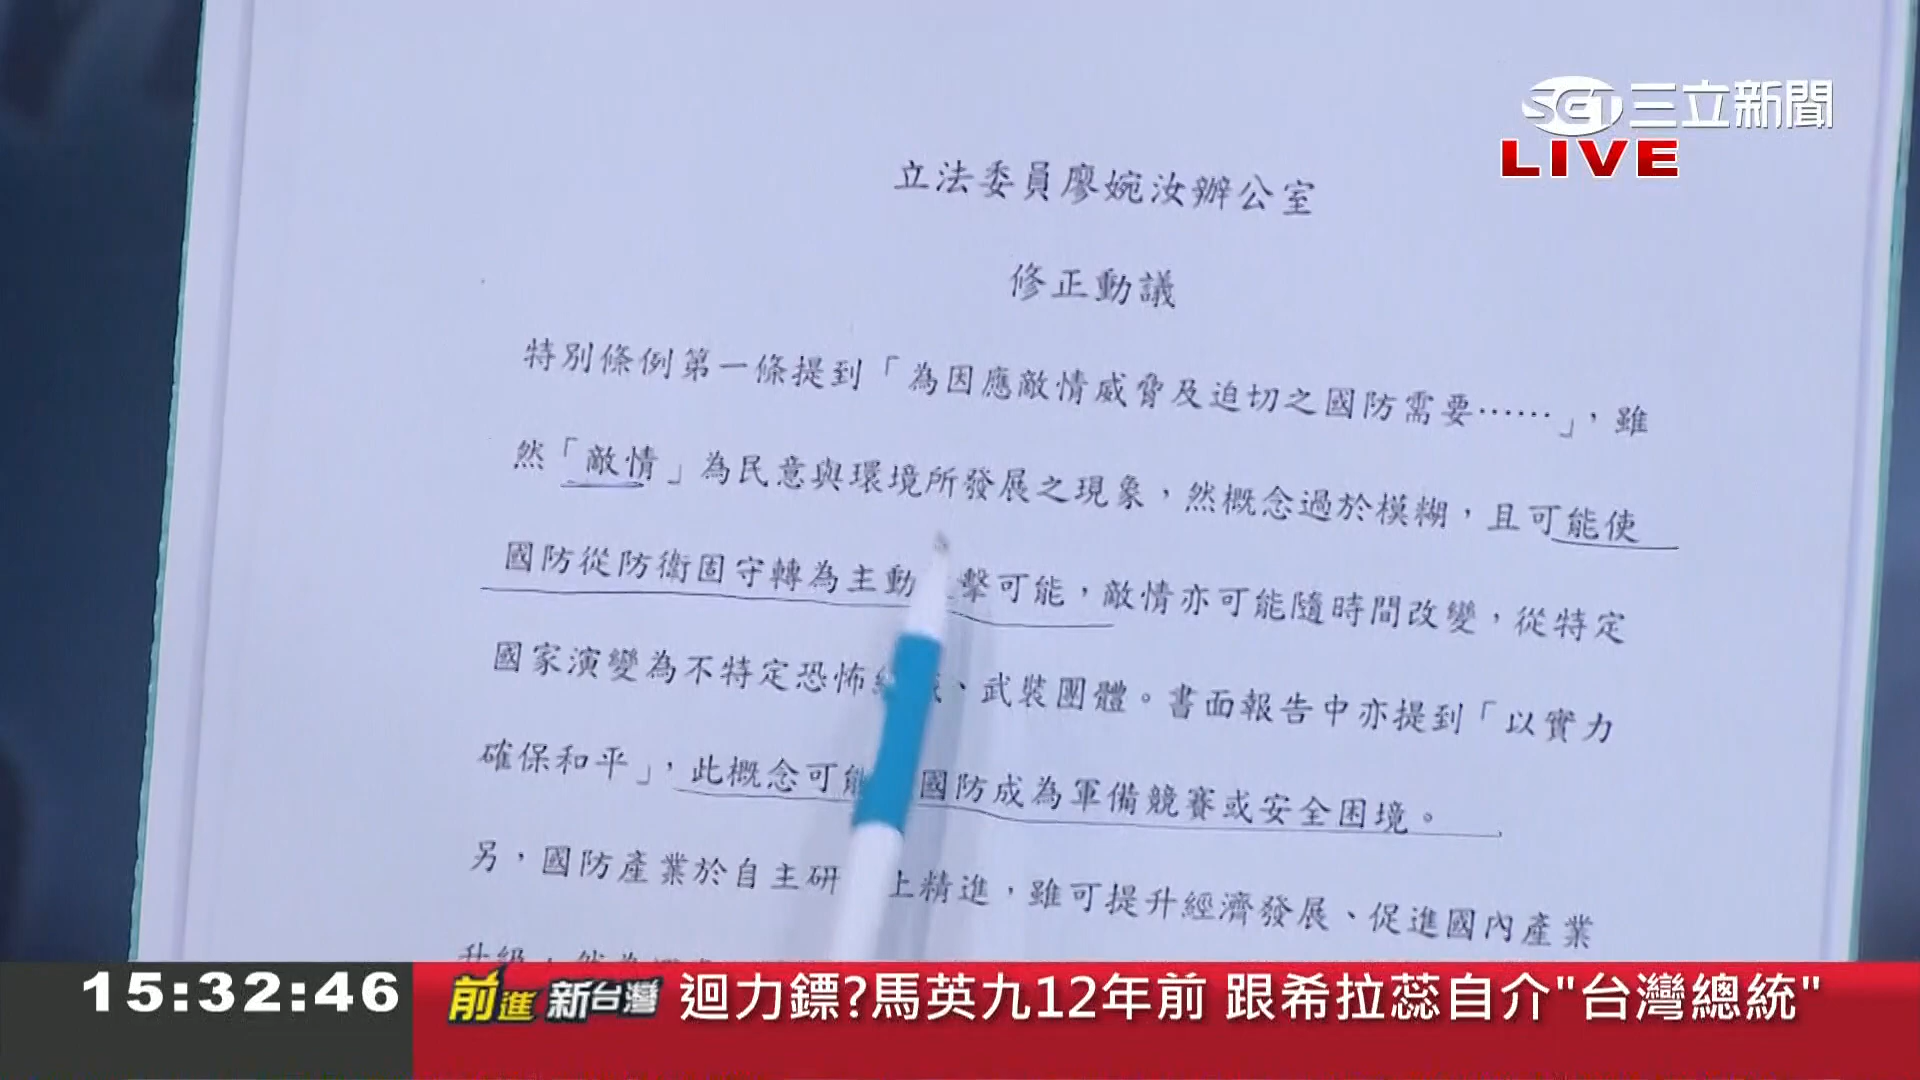 SET三立新聞
LIVE
立法委員廖婉汝辦公室
修正動議
特別條例第一條提到「為因應敵情威脅及迫切之國防需要……」，雖
然「敵情」為民意與環境所發展之現象，然概念過於模糊，且可能使
國防從防衛固守轉為主動 擊可能，敵情亦可能隨時間改變，從特定
國家演變為不特定恐怖 、武裝團體。書面報告中亦提到「以實力
確保和平」，此概念可能 國防成為軍備競賽或安全困境。
另，國防產業於自主研 上精進，雖可提升經濟發展、促進國內產業
升級，然為
15:32:46
前進新台灣
迴力鏢?馬英九12年前 跟希拉蕊自介"台灣總統"